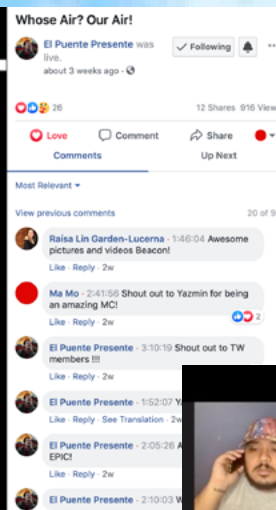 Whose Air? Our Air!
El Puente Presente was
live.
about 3 weeks ago ·
Following
26
12 Shares 916 View
Love
Comment
Share
Comments
Up Next
Most Relevant
View previous comments
20 of 9
Raisa Lin Garden-Lucerna · 1:46:04 Awesome
pictures and videos Beacon!
Like · Reply · 2w
Ma Mo · 2:41:56 Shout out to Yazmin for being
an amazing MC!
2
Like · Reply · 2w
El Puente Presente · 3:10:19 Shout out to TW
members !!!
Like · Reply · 2w
El Puente Presente · 1:52:07
Like · Reply · See Translation · 2w
El Puente Presente · 2:05:26
EPIC!
Like · Reply · 2w
El Puente Presente · 2:10:03